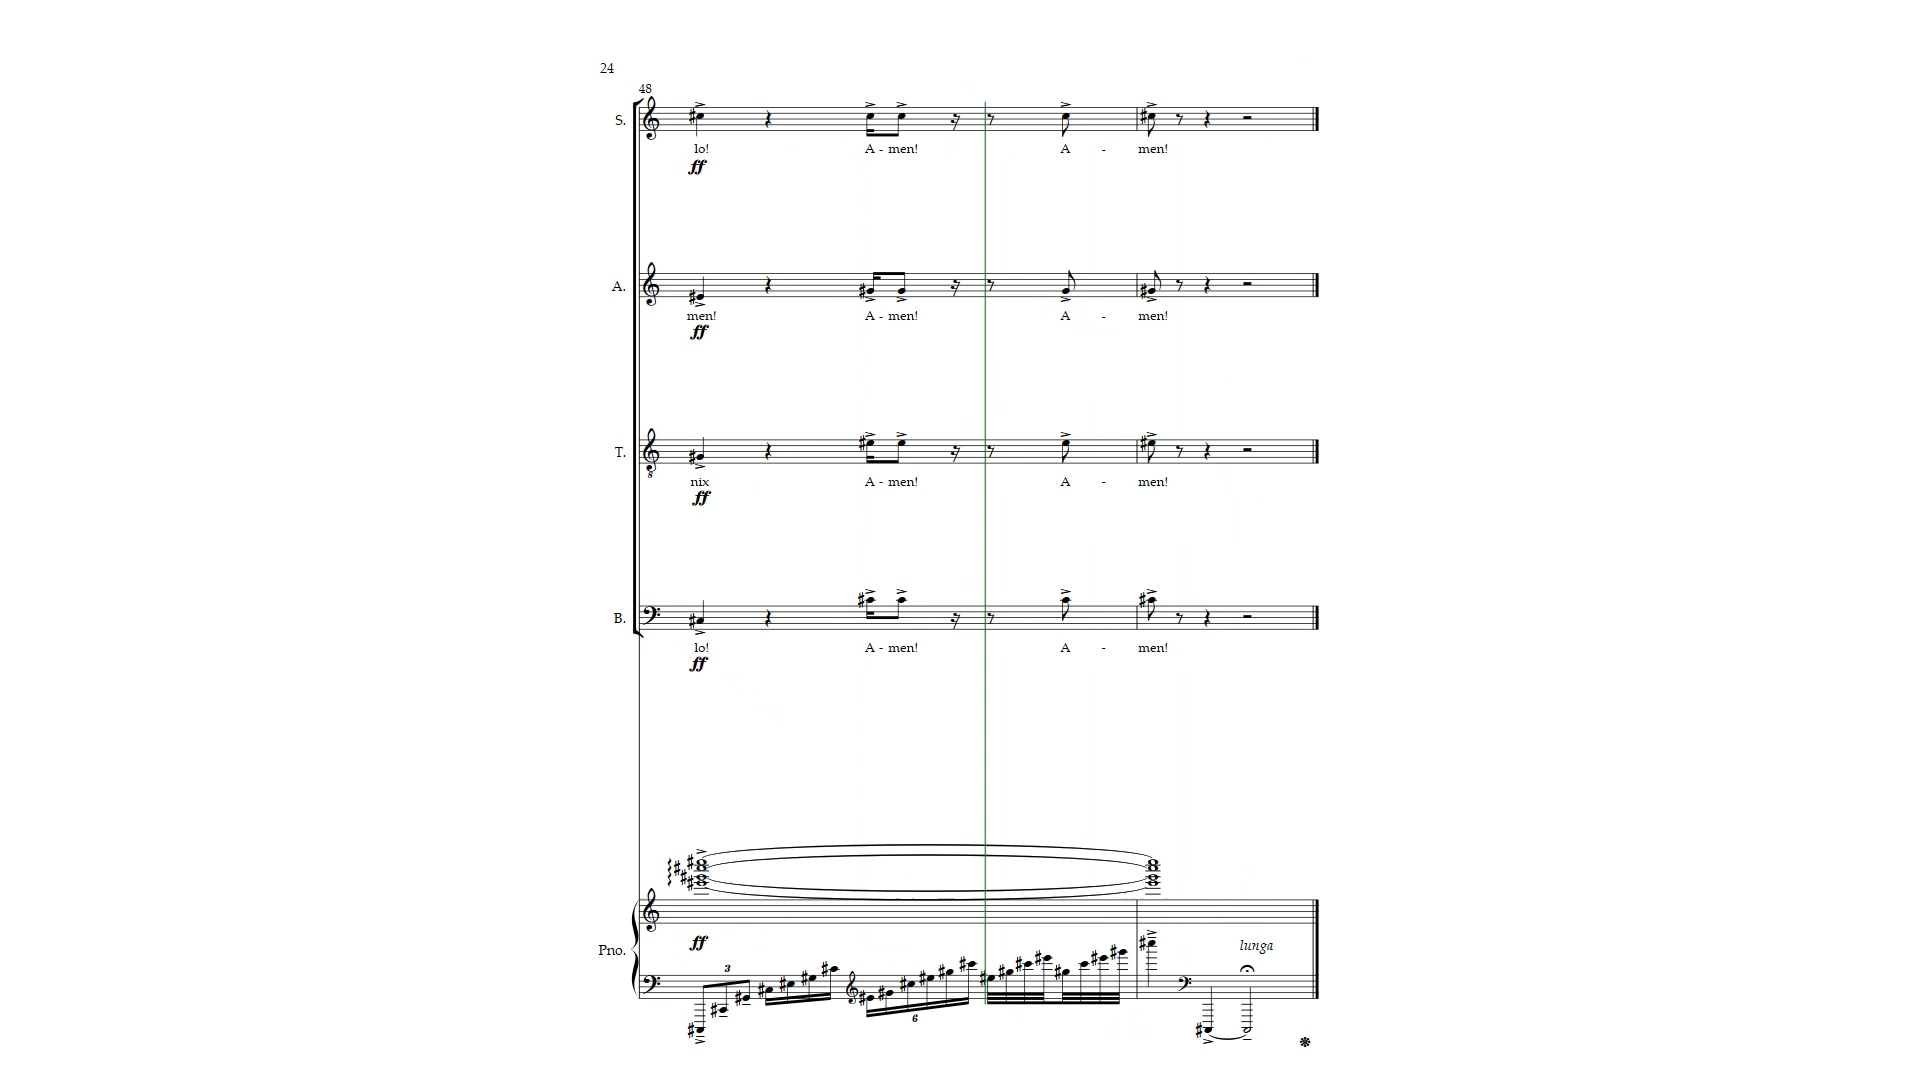 24
48
S.
lo! A - men! A - men!
ff
A.
men! A - men! A - men!
ff
T.
nix A - men! A - men!
ff
B.
lo! A - men! A - men!
ff
Pno.
ff
lunga
3
6